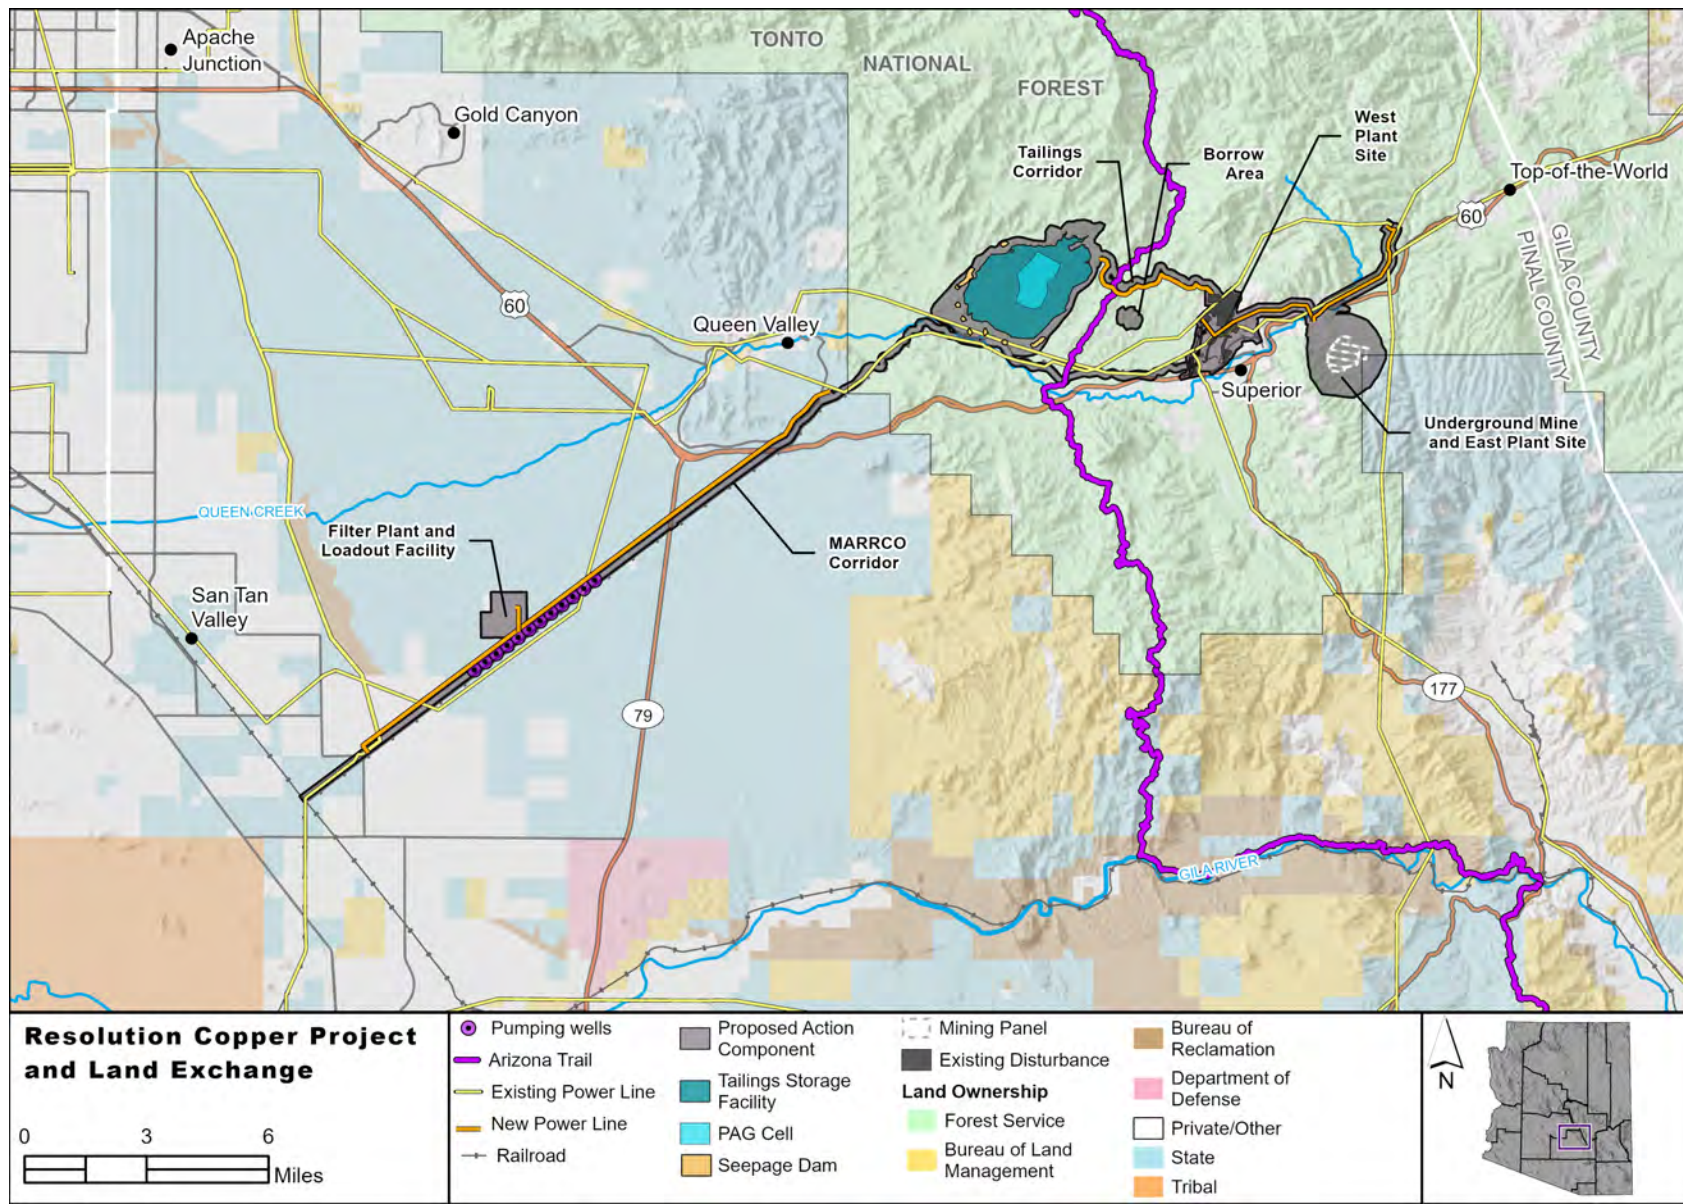 Apache
Junction
TONTO
NATIONAL
FOREST
Gold Canyon
West
Plant
Site
Tailings
Corridor
Borrow
Area
Top-of-the-World
60
GILA COUNTY
PINAL COUNTY
60
Queen Valley
Superior
Underground Mine
and East Plant Site
QUEEN CREEK
Filter Plant and
Loadout Facility
MARRCO
Corridor
San Tan
Valley
177
79
GILA RIVER
Resolution Copper Project
and Land Exchange
0 3 6
Miles
Pumping wells
Arizona Trail
Existing Power Line
New Power Line
Railroad
Proposed Action
Component
Tailings Storage
Facility
PAG Cell
Seepage Dam
Mining Panel
Existing Disturbance
Land Ownership
Forest Service
Bureau of Land
Management
Bureau of
Reclamation
Department of
Defense
Private/Other
State
Tribal
N